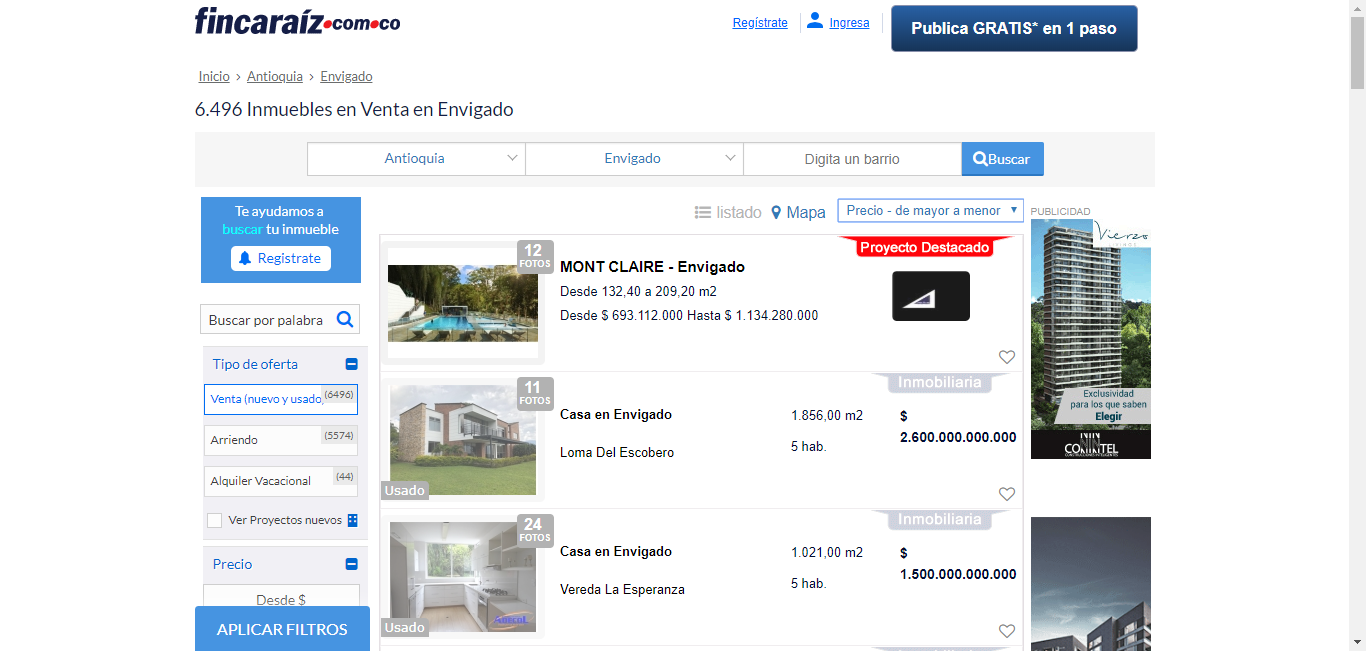 fincaraíz.com.co
Regístrate
Ingresa
Publica GRATIS* en 1 paso
Inicio › Antioquia › Envigado
6.496 Inmuebles en Venta en Envigado
Antioquia
Envigado
Digita un barrio
Buscar
Te ayudamos a
buscar tu inmueble
Registrate
Buscar por palabra
Tipo de oferta
Venta (nuevo y usado
(6496)
Arriendo
(5574)
Alquiler Vacacional
(44)
Ver Proyectos nuevos
Precio
Desde $
APLICAR FILTROS
listado
Mapa
Precio - de mayor a menor
12
FOTOS
MONT CLAIRE - Envigado
Desde 132,40 a 209,20 m2
Desde $ 693.112.000 Hasta $ 1.134.280.000
Proyecto Destacado
11
FOTOS
Usado
Casa en Envigado
Loma Del Escobero
1.856,00 m2
5 hab.
Inmobiliaria
$
2.600.000.000.000
24
FOTOS
Usado
Casa en Envigado
Vereda La Esperanza
1.021,00 m2
5 hab.
Inmobiliaria
$
1.500.000.000.000
Inmobiliaria
PUBLICIDAD
Vierzo
Exclusividad
para los que saben
Elegir
CONINTEL